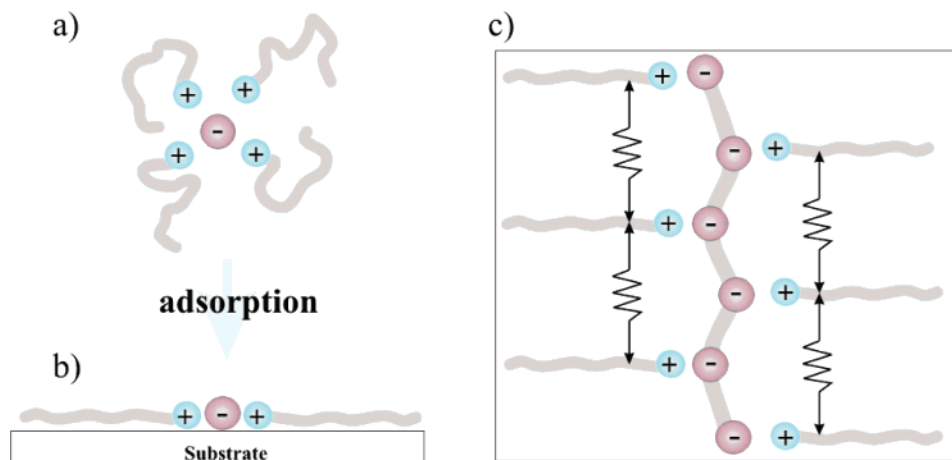 a)
+ +
-
+ +
adsorption
b)
+ - +
Substrate
c)
+ -
- +
+ -
- +
+ -
- +